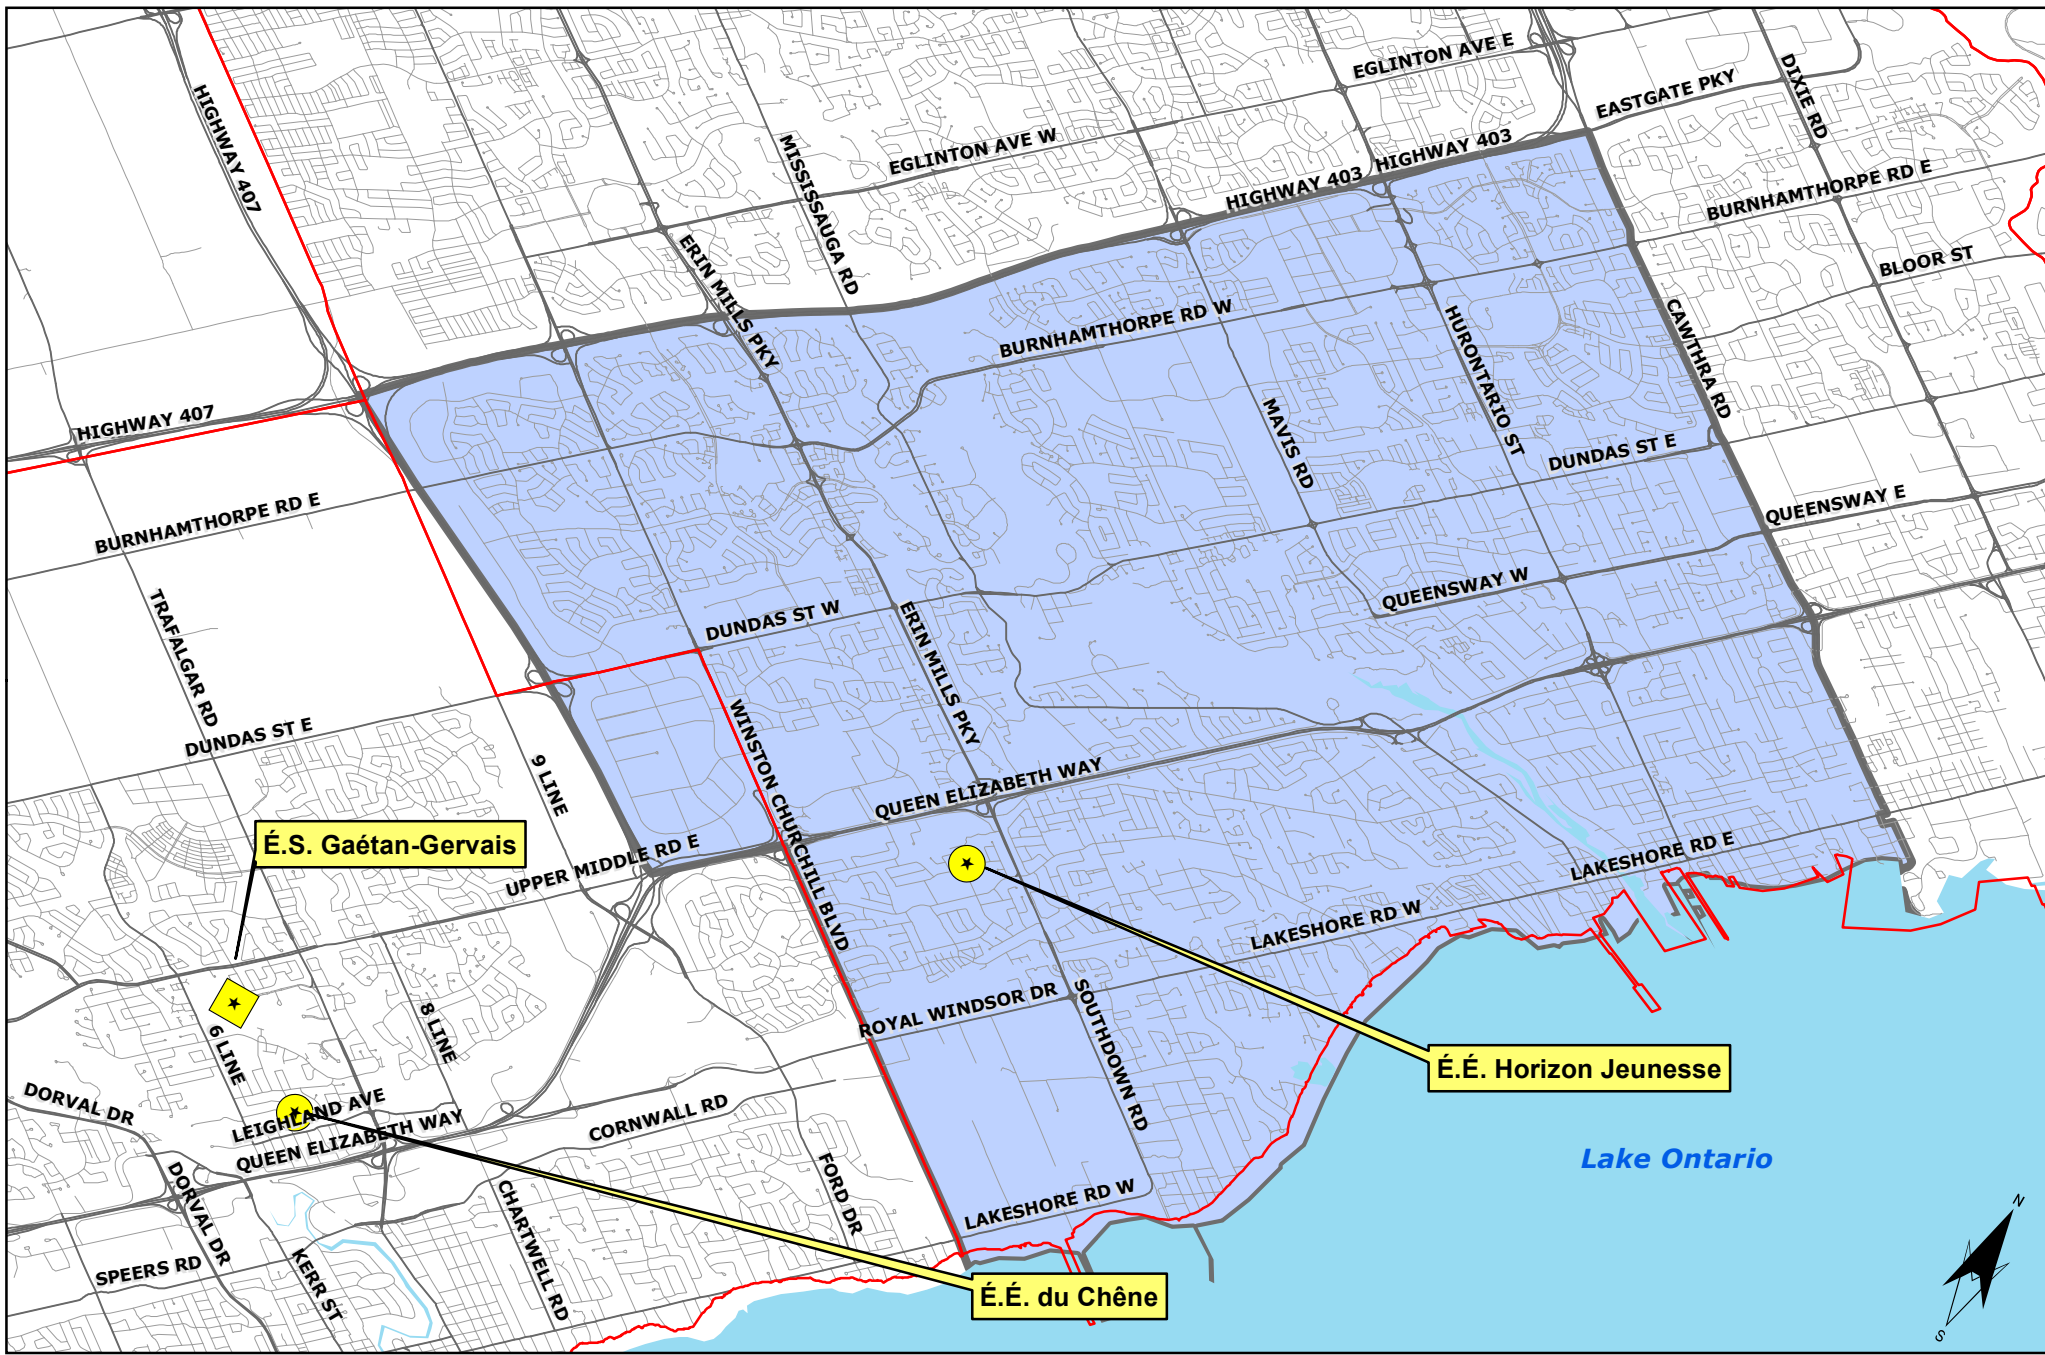 EGLINTON AVE E
EASTGATE PKY
DIXIE RD
HIGHWAY 407
MISSISSAUGA RD
EGLINTON AVE W
HIGHWAY 403
HIGHWAY 403
BURNHAMTHORPE RD E
BLOOR ST
ERIN MILLS PKY
BURNHAMTHORPE RD W
HURONTARIO ST
CAWTHRA RD
HIGHWAY 407
MAVIS RD
DUNDAS ST E
BURNHAMTHORPE RD E
QUEENSWAY E
TRAFALGAR RD
DUNDAS ST W
ERIN MILLS PKY
QUEENSWAY W
DUNDAS ST E
9 LINE
WINSTON CHURCHILL BLVD
QUEEN ELIZABETH WAY
É.S. Gaétan-Gervais
UPPER MIDDLE RD E
LAKESHORE RD E
LAKESHORE RD W
6 LINE
8 LINE
ROYAL WINDSOR DR
SOUTHDOWN RD
É.É. Horizon Jeunesse
DORVAL DR
LEIGHLAND AVE
QUEEN ELIZABETH WAY
CORNWALL RD
FORD DR
Lake Ontario
DORVAL DR
CHARTWELL RD
LAKESHORE RD W
SPEERS RD
KERR ST
É.É. du Chêne
N
S